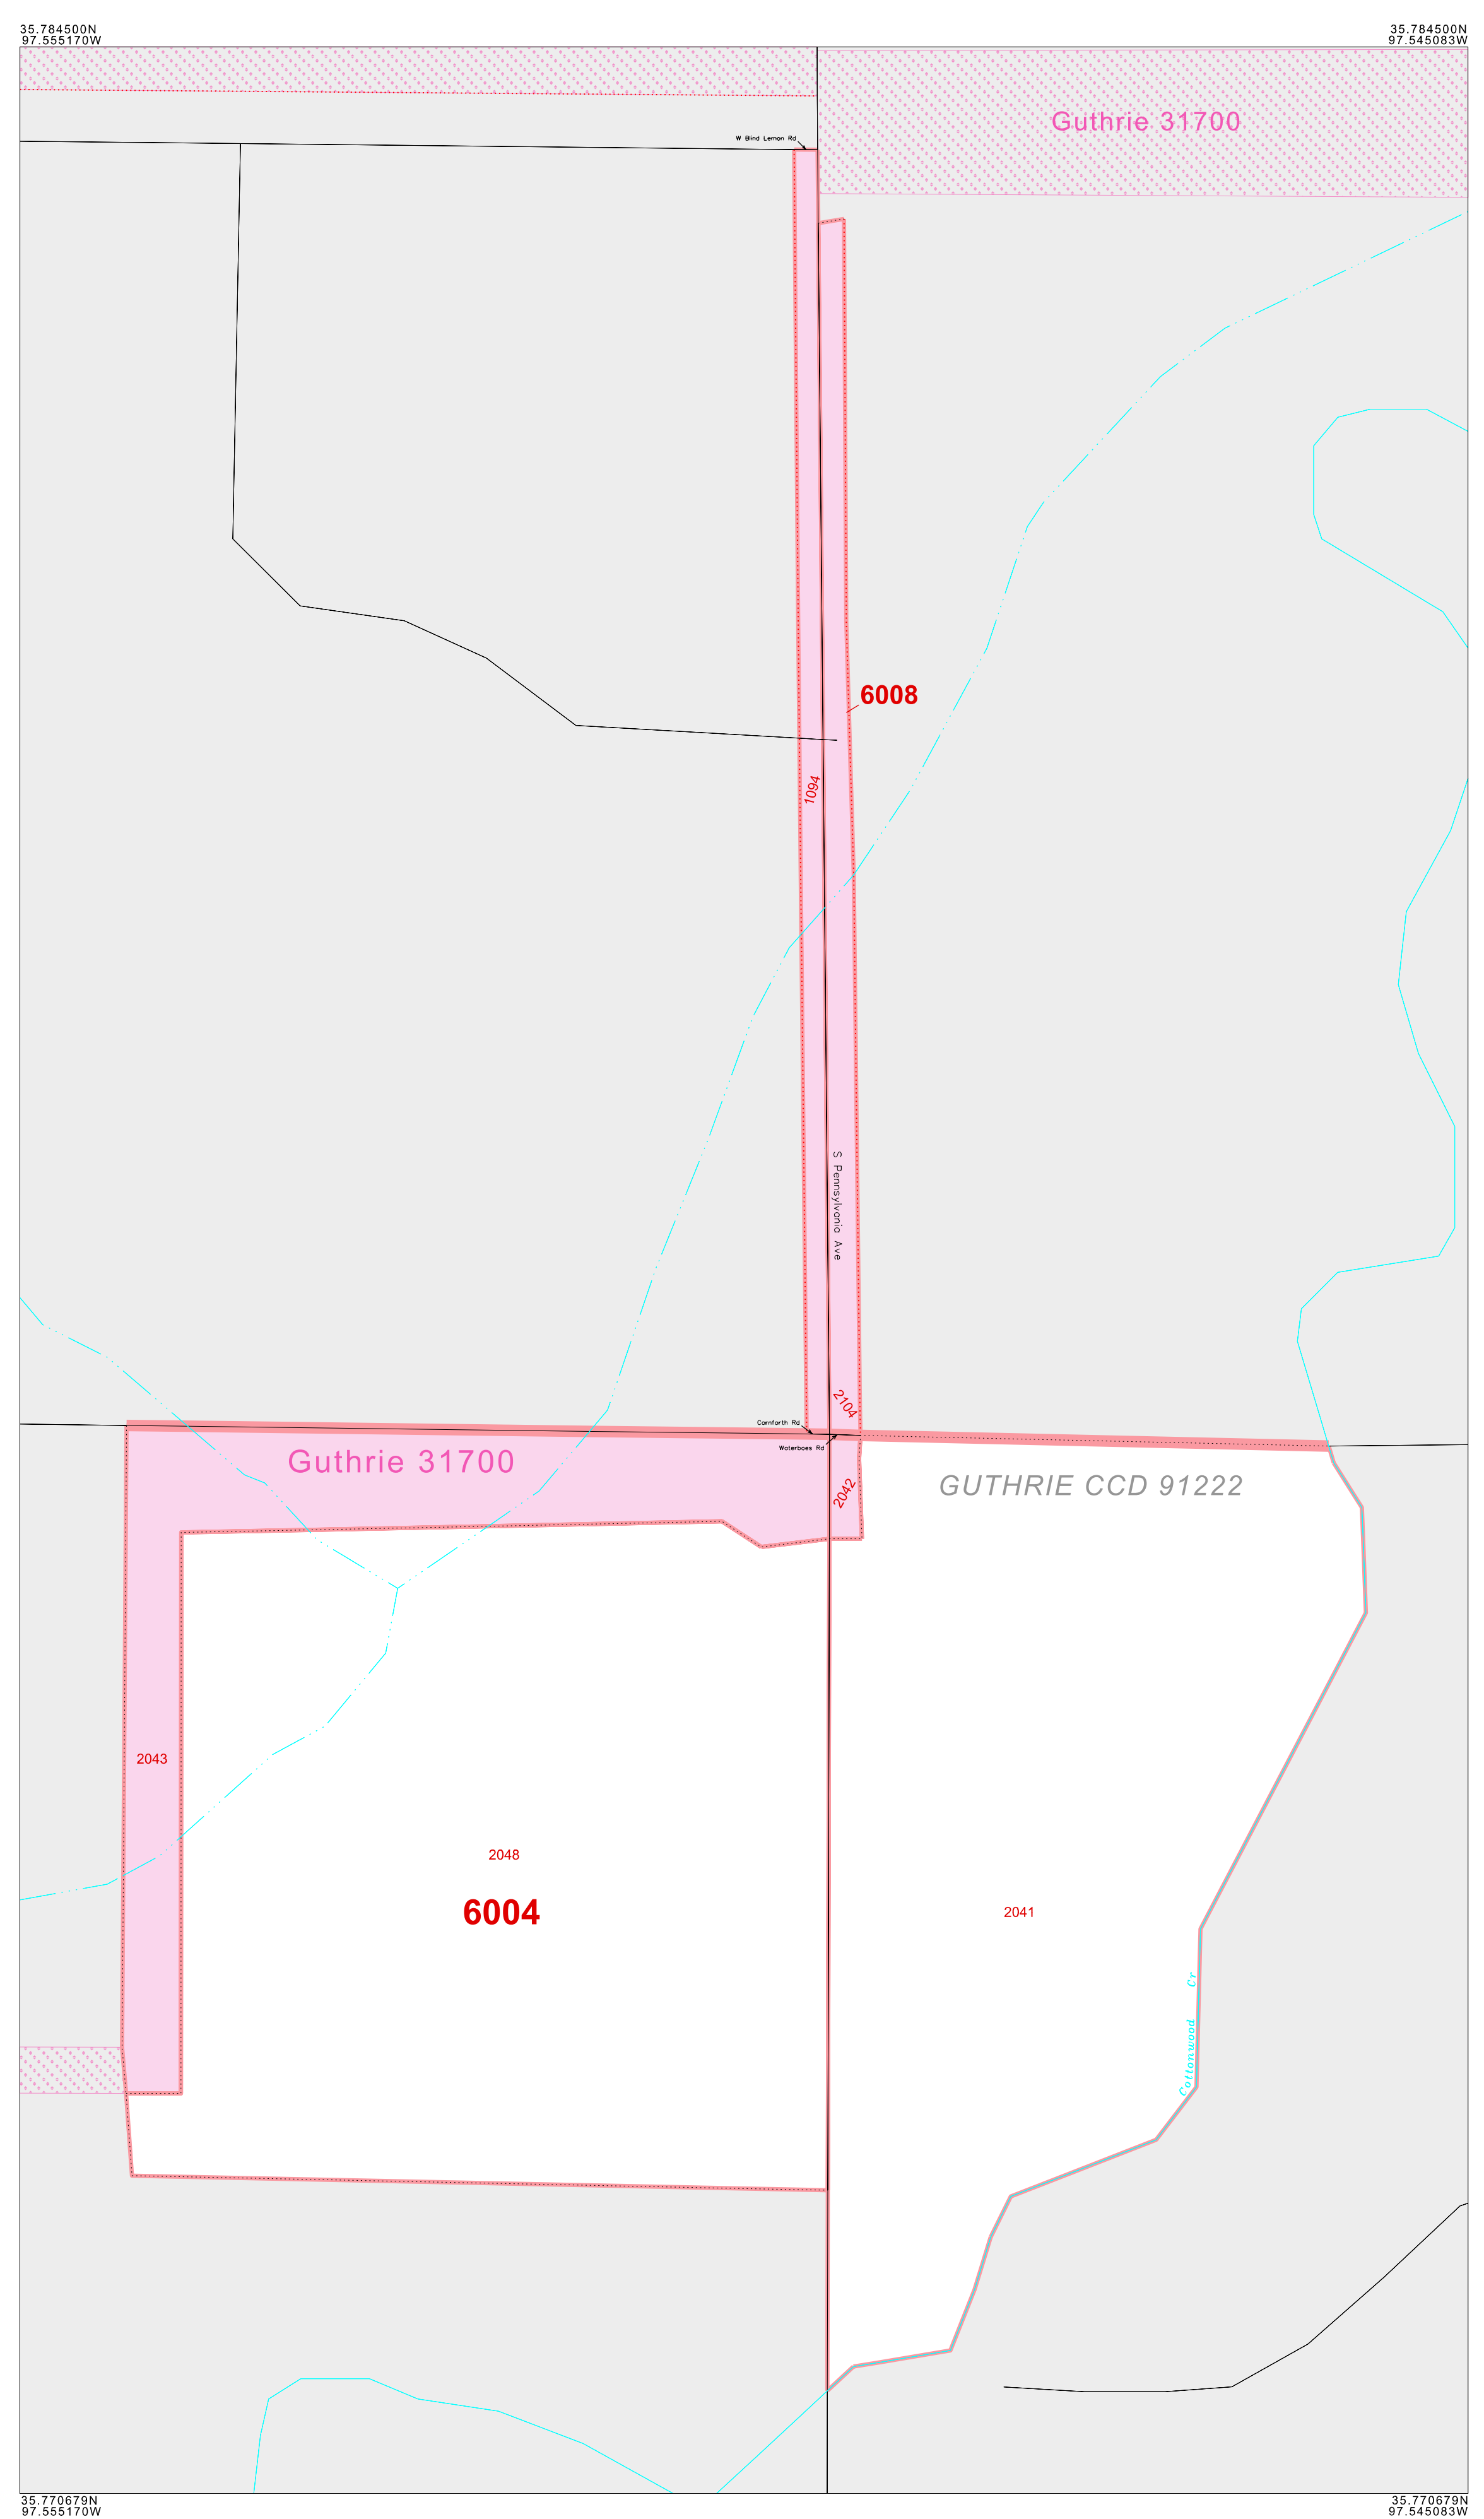 35.784500N
97.555170W
35.784500N
97.545083W
Guthrie 31700
W Blind Lemon Rd
6008
1094
S Pennsylvania Ave
2104
Cornforth Rd
Waterboes Rd
Guthrie 31700
GUTHRIE CCD 91222
2042
2043
2048
6004
2041
Cottonwood Cr
35.770679N
97.555170W
35.770679N
97.545083W